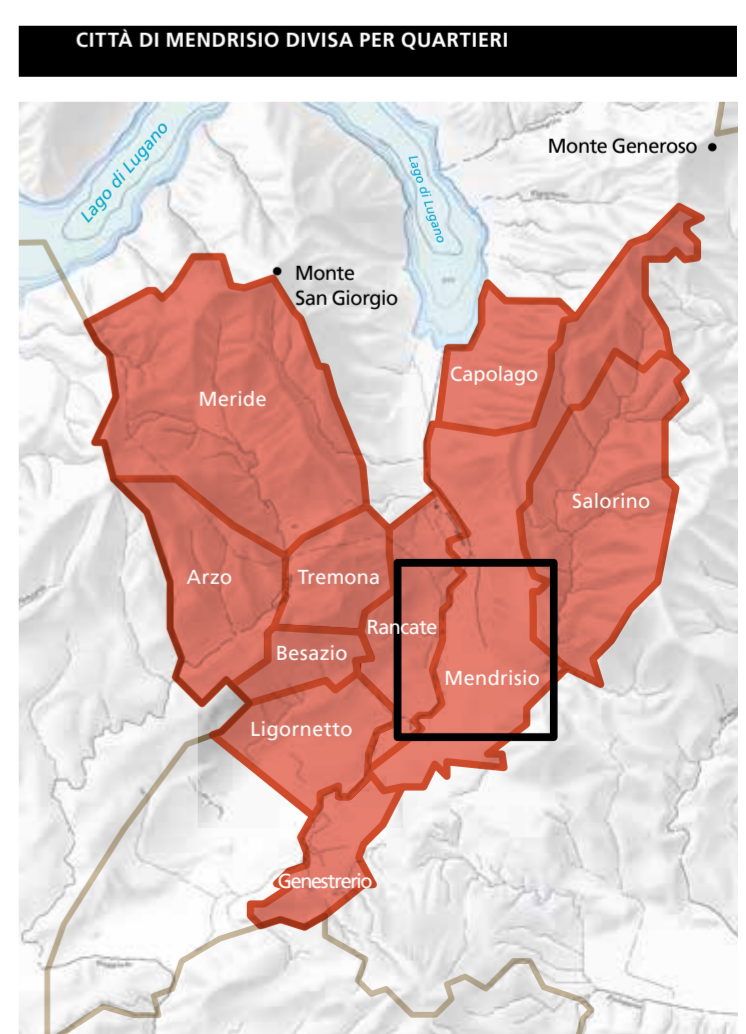 CITTÀ DI MENDRISIO DIVISA PER QUARTIERI
Monte Generoso
Lago di Lugano
Lago di Lugano
Monte
San Giorgio
Capolago
Meride
Salorino
Arzo
Tremona
Rancate
Besazio
Mendrisio
Ligornetto
Genestrerio